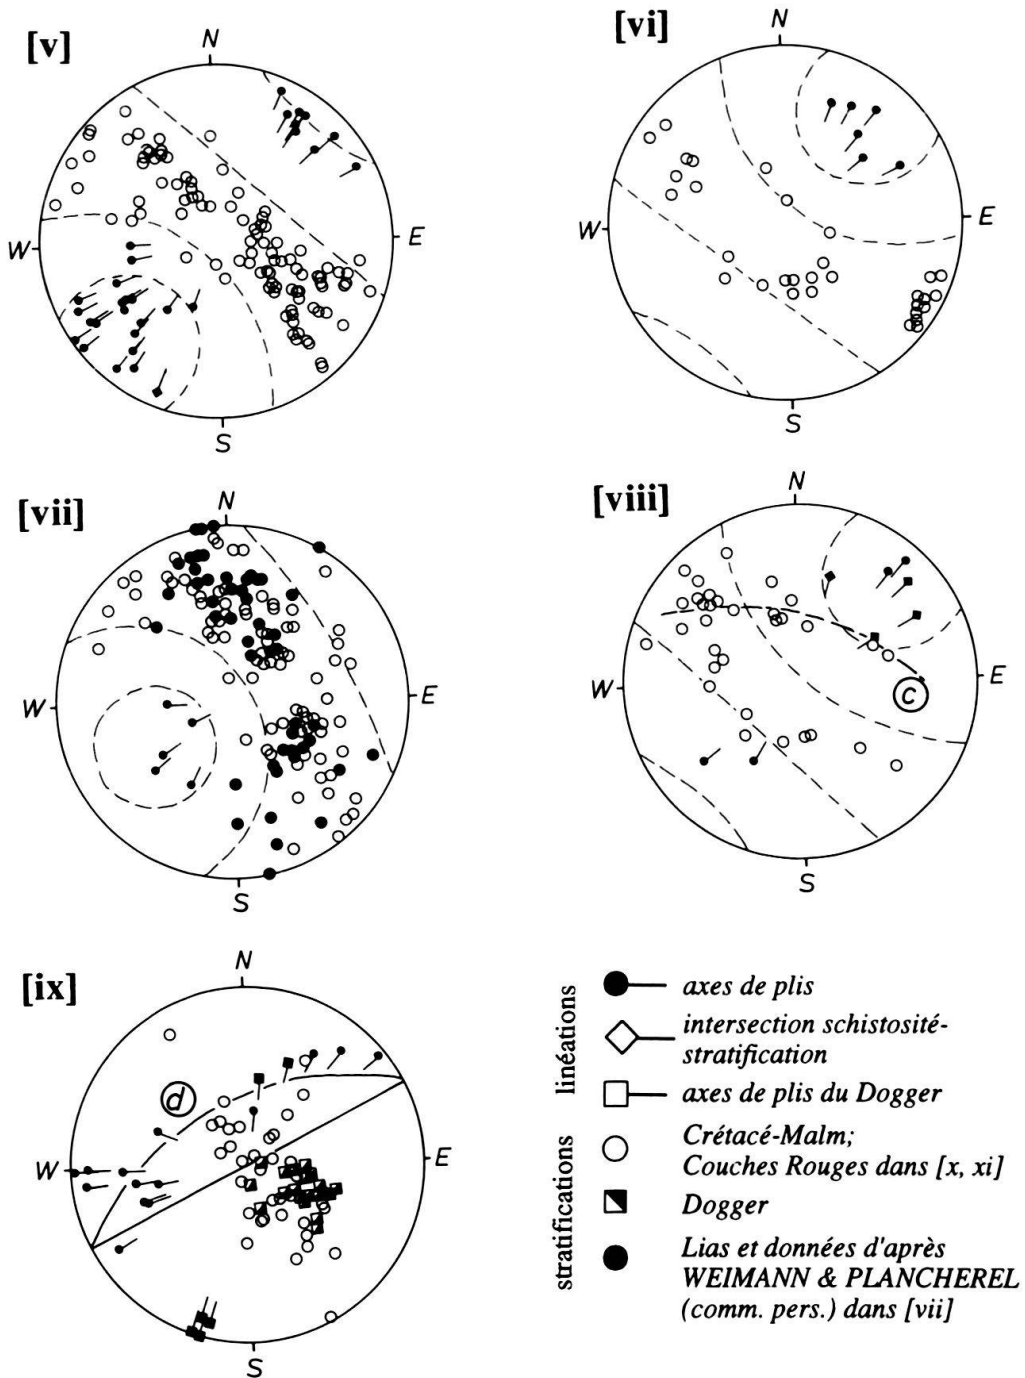 [v]
N
W
E
S
[vi]
N
W
E
S
[vii]
N
W
E
S
[viii]
N
W
E
S
c
[ix]
N
W
E
S
d
linéations
axes de plis
intersection schistosité-
stratification
axes de plis du Dogger
stratifications
Crétacé-Malm;
Couches Rouges dans [x, xi]
Dogger
Lias et données d'après
WEIMANN & PLANCHEREL
(comm. pers.) dans [vii]